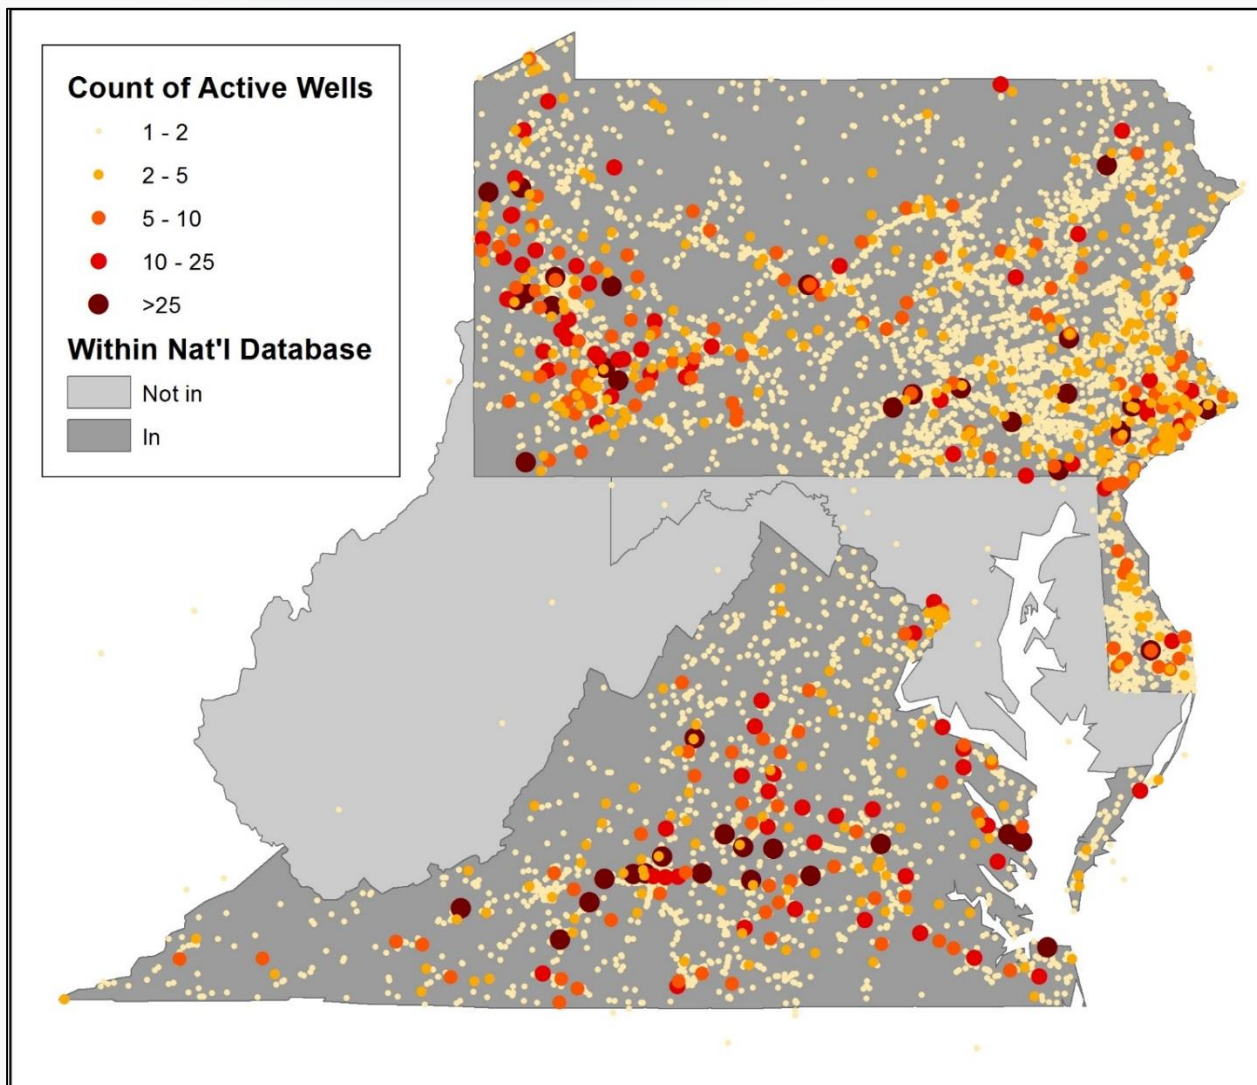 Count of Active Wells
1 - 2
2 - 5
5 - 10
10 - 25
>25
Within Nat'l Database
Not in
In